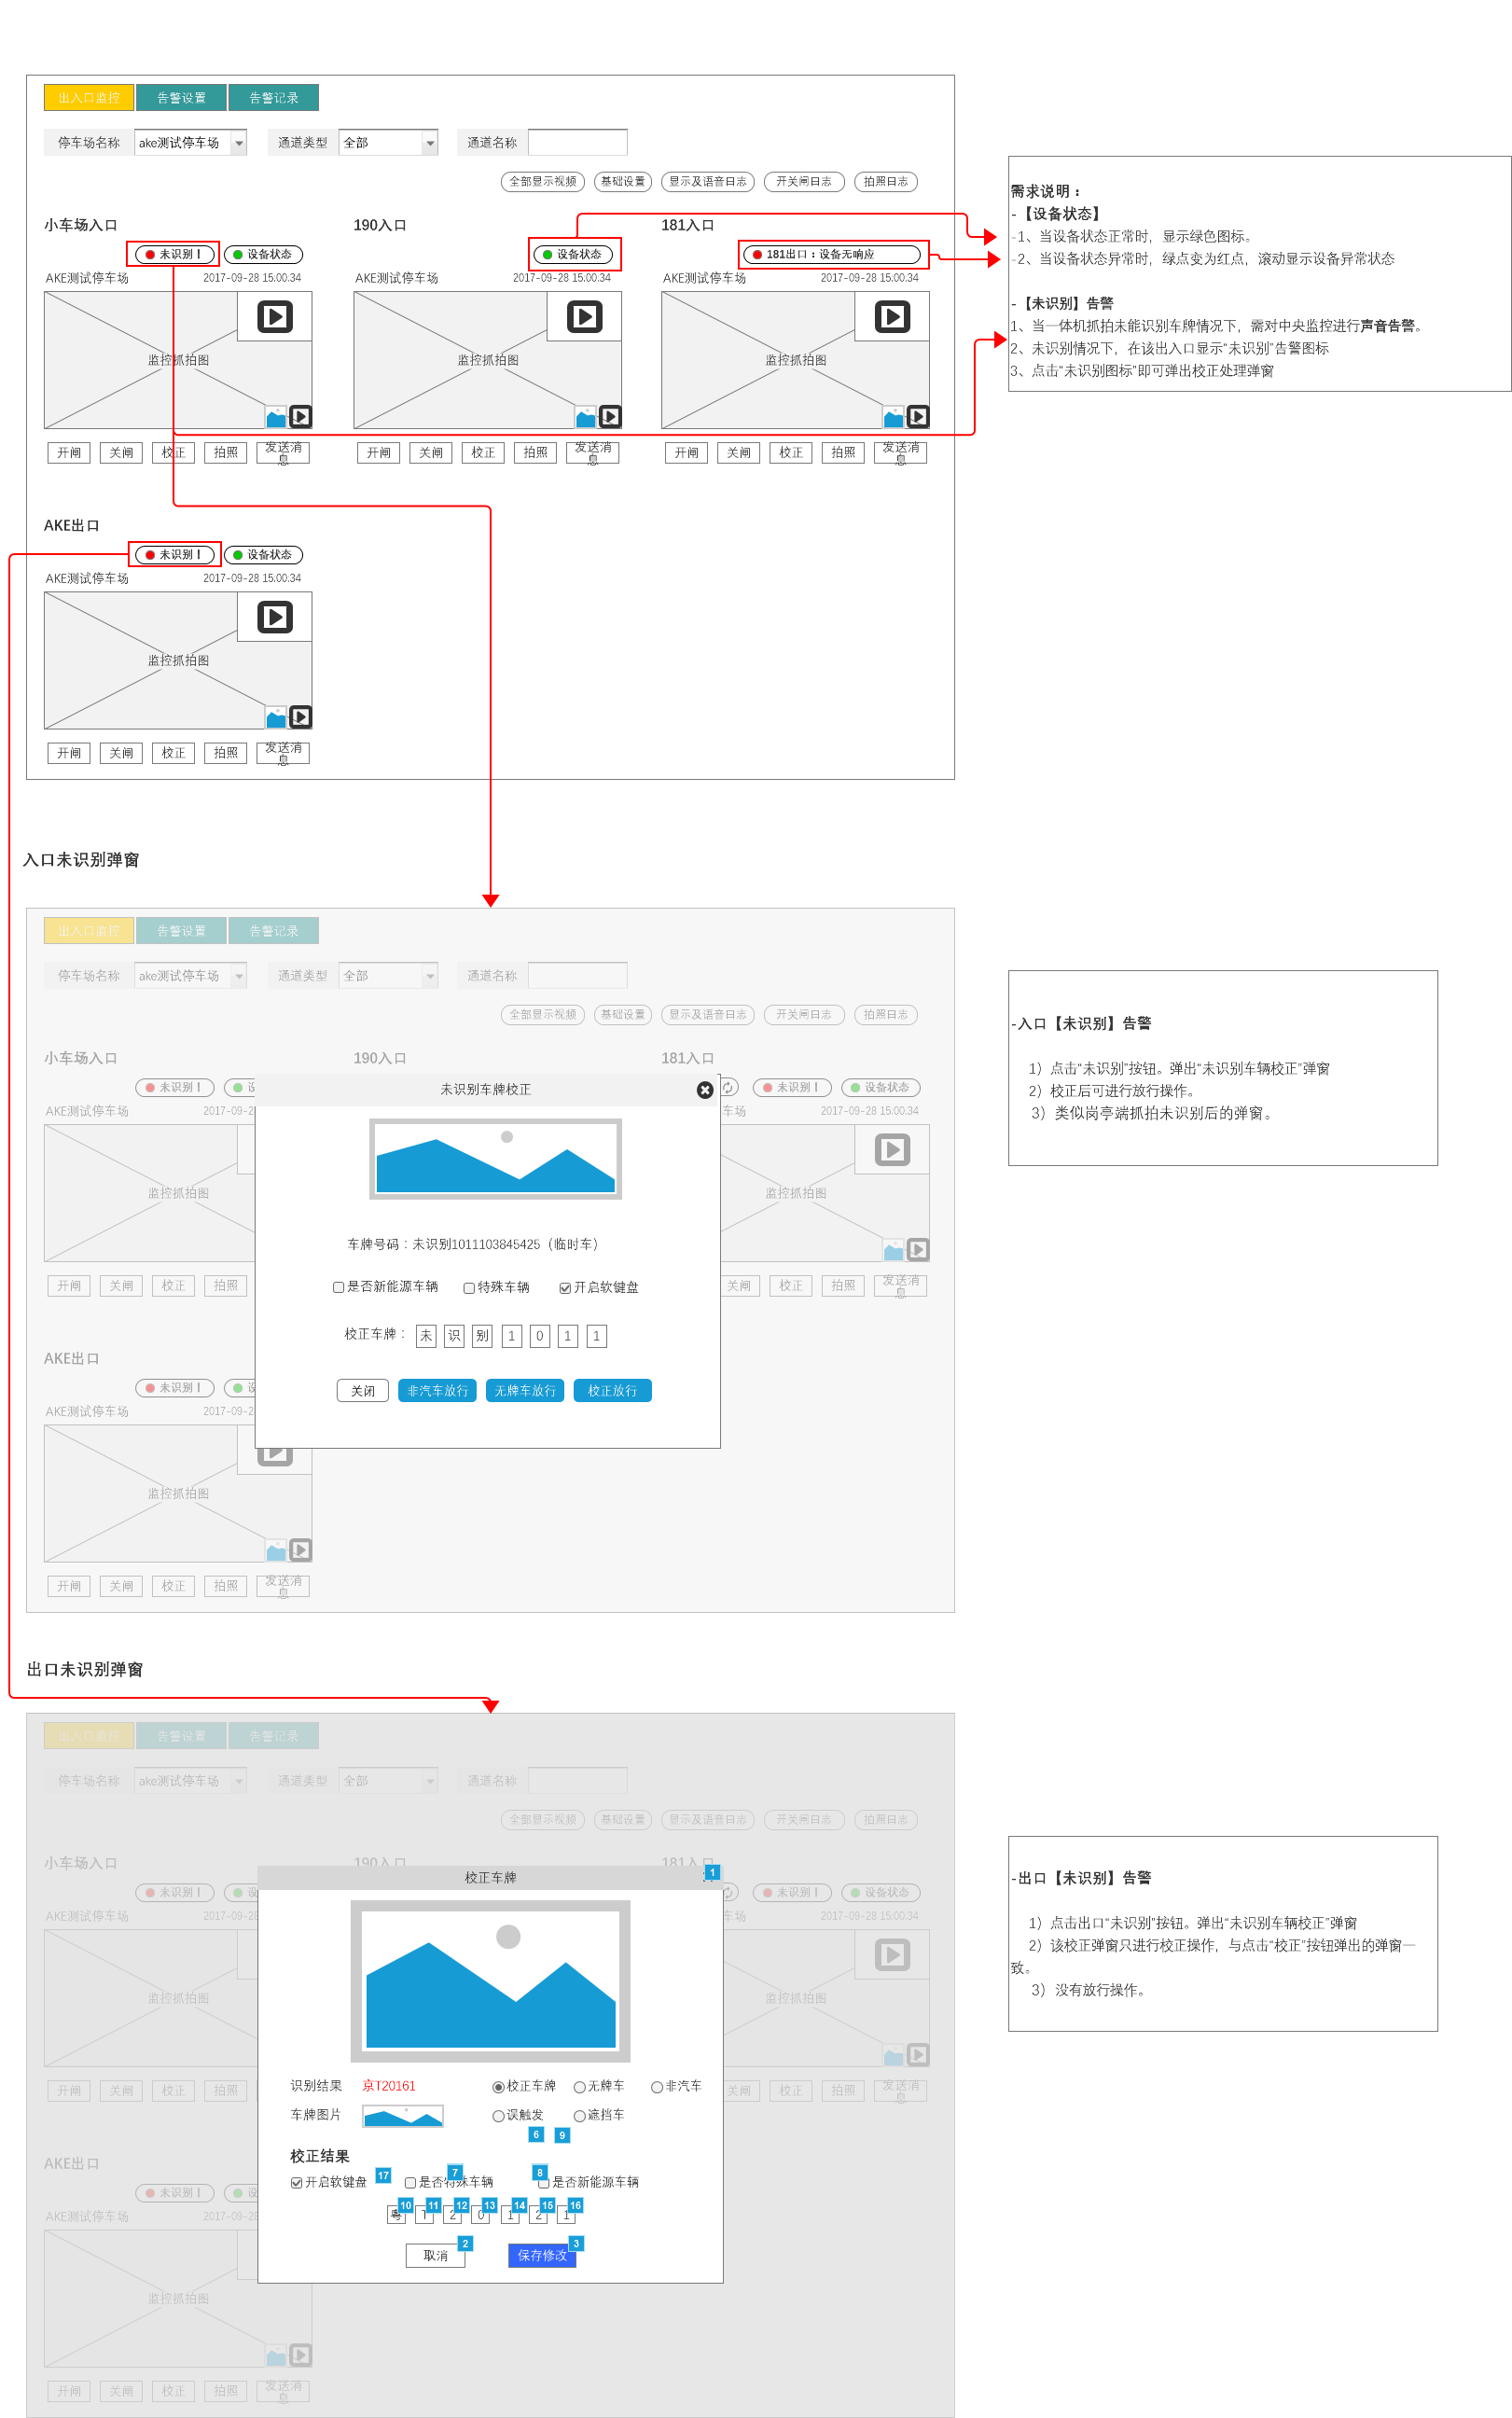 出入口监控 告警设置 告警记录
停车场名称 ake测试停车场 通道类型 全部 通道名称
全部显示视频 基础设置 显示及语音日志 开关闸日志 拍照日志
小车场入口 190入口 181入口
未识别！ 设备状态 设备状态 181出口：设备无响应
AKE测试停车场 2017-09-28 15:00:34 AKE测试停车场 2017-09-28 15:00:34 AKE测试停车场 2017-09-28 15:00:34
监控抓拍图 监控抓拍图 监控抓拍图
开闸 关闸 校正 拍照 发送消息 开闸 关闸 校正 拍照 发送消息 开闸 关闸 校正 拍照 发送消息
AKE出口
未识别！ 设备状态
AKE测试停车场 2017-09-28 15:00:34
监控抓拍图
开闸 关闸 校正 拍照 发送消息
需求说明：
-【设备状态】
-1、当设备状态正常时，显示绿色图标。
-2、当设备状态异常时，绿点变为红点，滚动显示设备异常状态
-【未识别】告警
1、当一体机抓拍未能识别车牌情况下，需对中央监控进行声音告警。
2、未识别情况下，在该出入口显示“未识别”告警图标
3、点击“未识别图标”即可弹出校正处理弹窗
入口未识别弹窗
出入口监控 告警设置 告警记录
停车场名称 ake测试停车场 通道类型 全部 通道名称
全部显示视频 基础设置 显示及语音日志 开关闸日志 拍照日志
小车场入口 190入口 181入口
未识别！ 设 未识别！ 设备状态
AKE测试停车场 2017-09-2 车场 2017-09-28 15:00:34
监控抓拍图 监控抓拍图
开闸 关闸 校正 拍照 关闸 校正 拍照 发送消息
AKE出口
未识别！ 设
AKE测试停车场 2017-09-2
监控抓拍图
开闸 关闸 校正 拍照 发送消息
未识别车牌校正
车牌号码：未识别1011103845425（临时车）
是否新能源车辆 特殊车辆 开启软键盘
校正车牌： 未 识 别 1 0 1 1
关闭 非汽车放行 无牌车放行 校正放行
-入口【未识别】告警
1）点击“未识别”按钮。弹出“未识别车辆校正”弹窗
2）校正后可进行放行操作。
3）类似岗亭端抓拍未识别后的弹窗。
出口未识别弹窗
出入口监控 告警设置 告警记录
停车场名称 ake测试停车场 通道类型 全部 通道名称
全部显示视频 基础设置 显示及语音日志 开关闸日志 拍照日志
小车场入口 190入口 181入口
未识别！ 设 未识别！ 设备状态
AKE测试停车场 2017-09-2 车场 2017-09-28 15:00:34
监控抓拍图 监控抓拍图
开闸 关闸 校正 拍照 关闸 校正 拍照 发送消息
AKE出口
未识别！ 设
AKE测试停车场 2017-09-2
监控抓拍图
开闸 关闸 校正 拍照 发送消息
校正车牌 1
识别结果 京T20161 校正车牌 无牌车 非汽车
车牌图片 误触发 遮挡车
6 9
校正结果
开启软键盘 17 是否特殊车辆 7 8 是否新能源车辆
粤 10 T 11 2 12 0 13 1 14 2 15 1 16
取消 2 保存修改 3
-出口【未识别】告警
1）点击出口“未识别”按钮。弹出“未识别车辆校正”弹窗
2）该校正弹窗只进行校正操作，与点击“校正”按钮弹出的弹窗一
致。
3）没有放行操作。